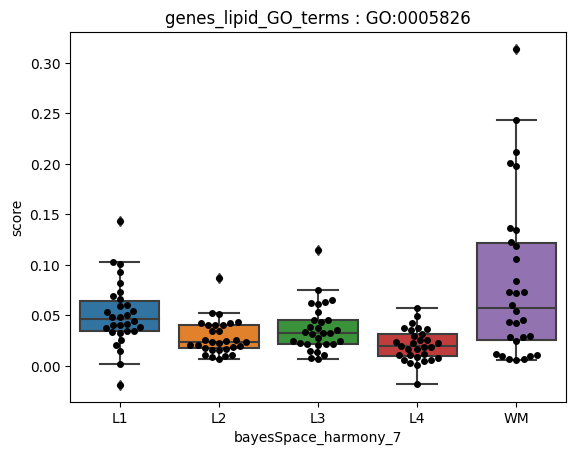 genes_lipid_GO_terms : GO:0005826
score
0.30
0.25
0.20
0.15
0.10
0.05
0.00
L1 L2 L3 L4 WM
bayesSpace_harmony_7